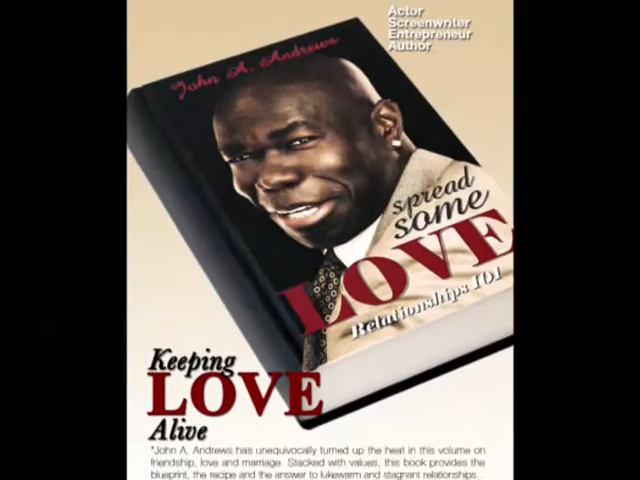 Actor
Screenwriter
Entrepreneur
Author
John A. Andrews
spread
some
LOVE
Relationships 101
Keeping
LOVE
Alive
"John A. Andrews has unequivocally turned up the heat in this volume on
friendship, love and marriage. Stacked with values, this book provides the
blueprint, the recipe and the answer to lukewarm and stagnant relationships..